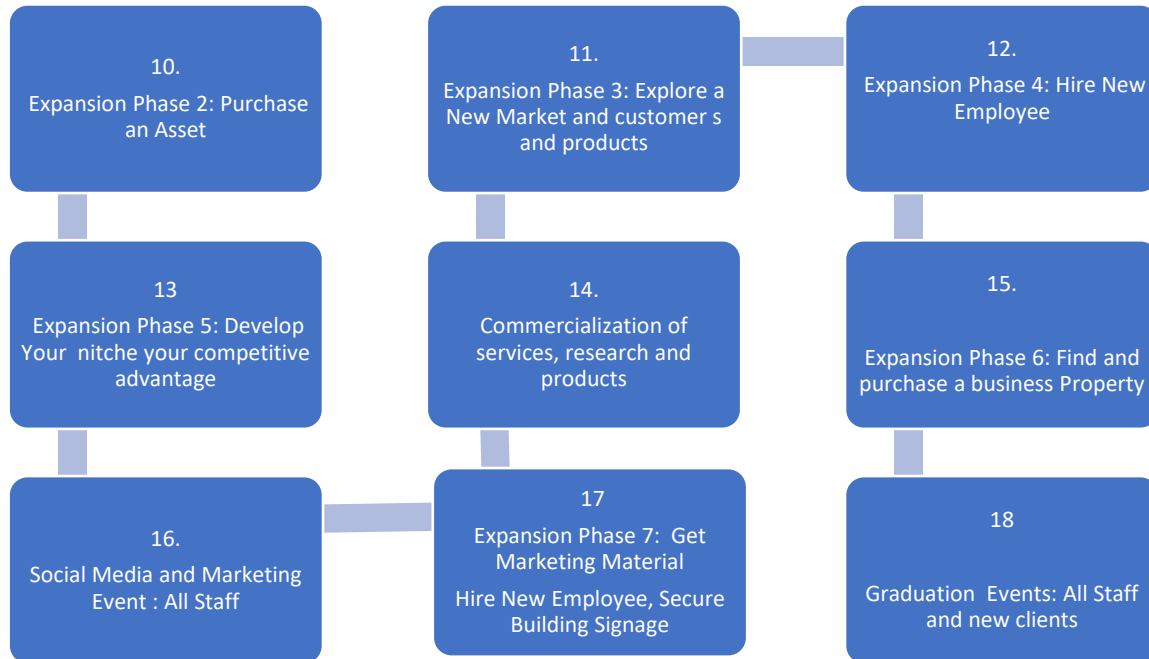 10.
Expansion Phase 2: Purchase
an Asset
11.
Expansion Phase 3: Explore a
New Market and customer s
and products
12.
Expansion Phase 4: Hire New
Employee
13
Expansion Phase 5: Develop
Your nitche your competitive
advantage
14.
Commercialization of
services, research and
products
15.
Expansion Phase 6: Find and
purchase a business Property
16.
Social Media and Marketing
Event : All Staff
17
Expansion Phase 7: Get
Marketing Material
Hire New Employee, Secure
Building Signage
18
Graduation Events: All Staff
and new clients